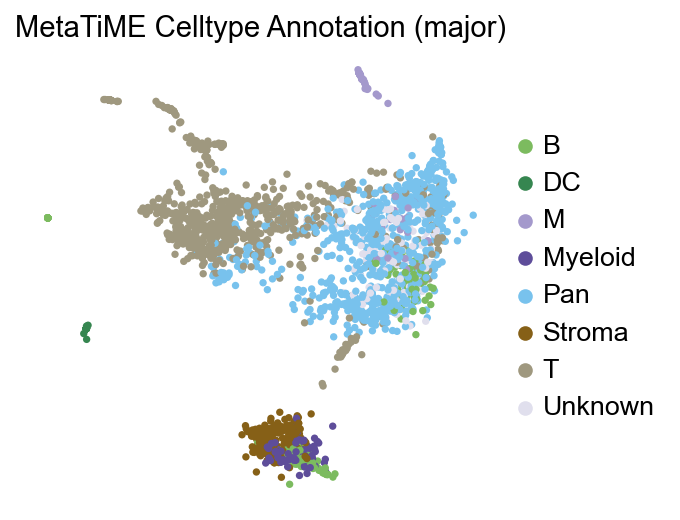 MetaTiME Celltype Annotation (major)
B
DC
M
Myeloid
Pan
Stroma
T
Unknown